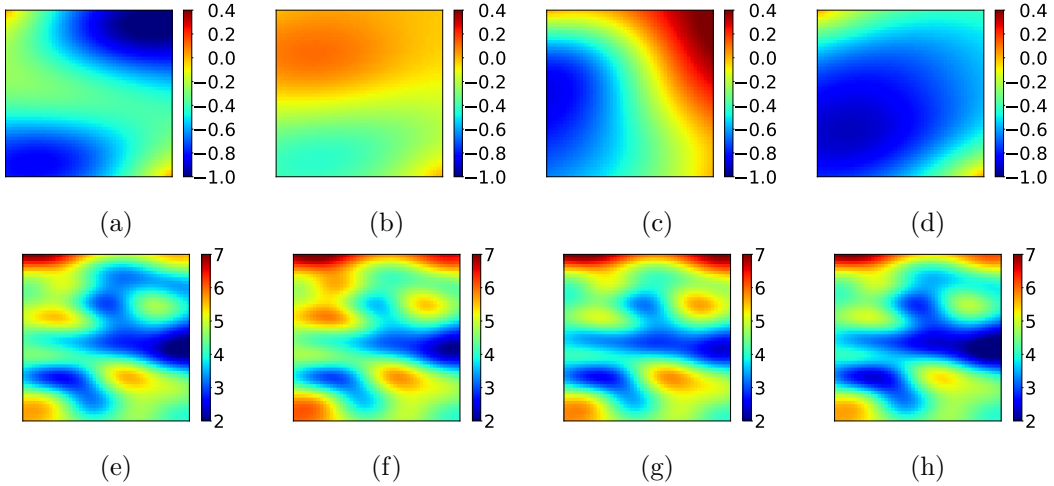 0.4 0.4 0.4 0.4
0.2 0.2 0.2 0.2
0.0 0.0 0.0 0.0
−0.2 −0.2 −0.2 −0.2
−0.4 −0.4 −0.4 −0.4
−0.6 −0.6 −0.6 −0.6
−0.8 −0.8 −0.8 −0.8
−1.0 −1.0 −1.0 −1.0
(a) (b) (c) (d)
7 7 7 7
6 6 6 6
5 5 5 5
4 4 4 4
3 3 3 3
2 2 2 2
(e) (f) (g) (h)